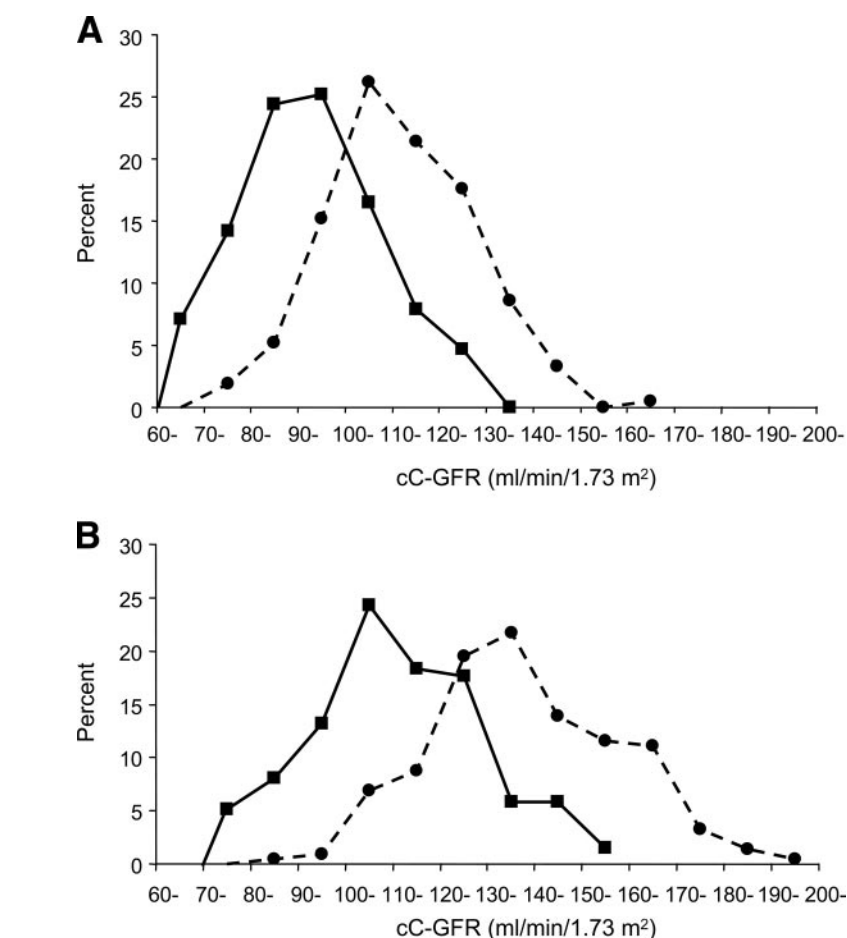 A
30
25
20
15
10
5
0
Percent
60- 70- 80- 90- 100- 110- 120- 130- 140- 150- 160- 170- 180- 190- 200-
cC-GFR (ml/min/1.73 m²)
B
30
25
20
15
10
5
0
Percent
60- 70- 80- 90- 100- 110- 120- 130- 140- 150- 160- 170- 180- 190- 200-
cC-GFR (ml/min/1.73 m²)